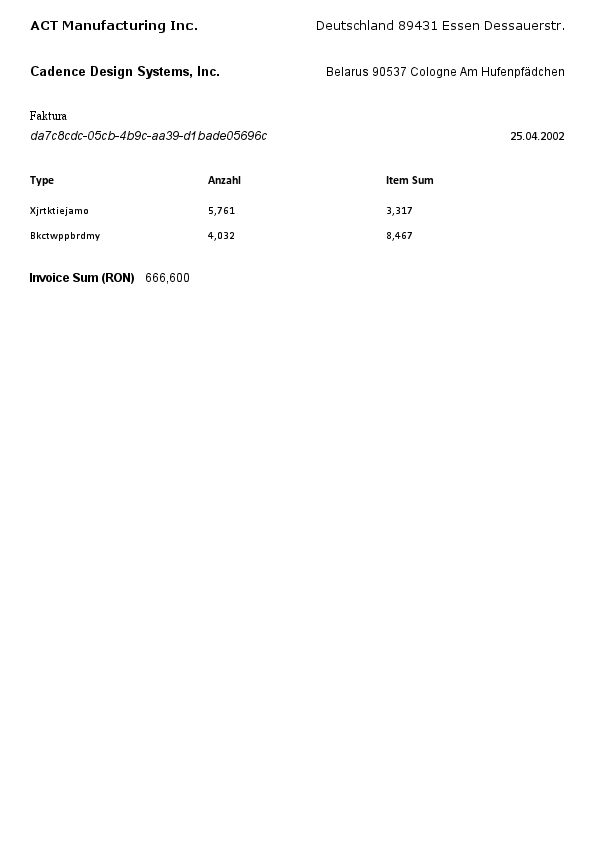 ACT Manufacturing Inc. Deutschland 89431 Essen Dessauerstr.
Cadence Design Systems, Inc. Belarus 90537 Cologne Am Hufenpfädchen
Faktura
da7c8cdc-05cb-4b9c-aa39-d1bade05696c 25.04.2002
Type Anzahl Item Sum
Xjrtktiejamo 5,761 3,317
Bkctwppbrdmy 4,032 8,467
Invoice Sum (RON) 666,600